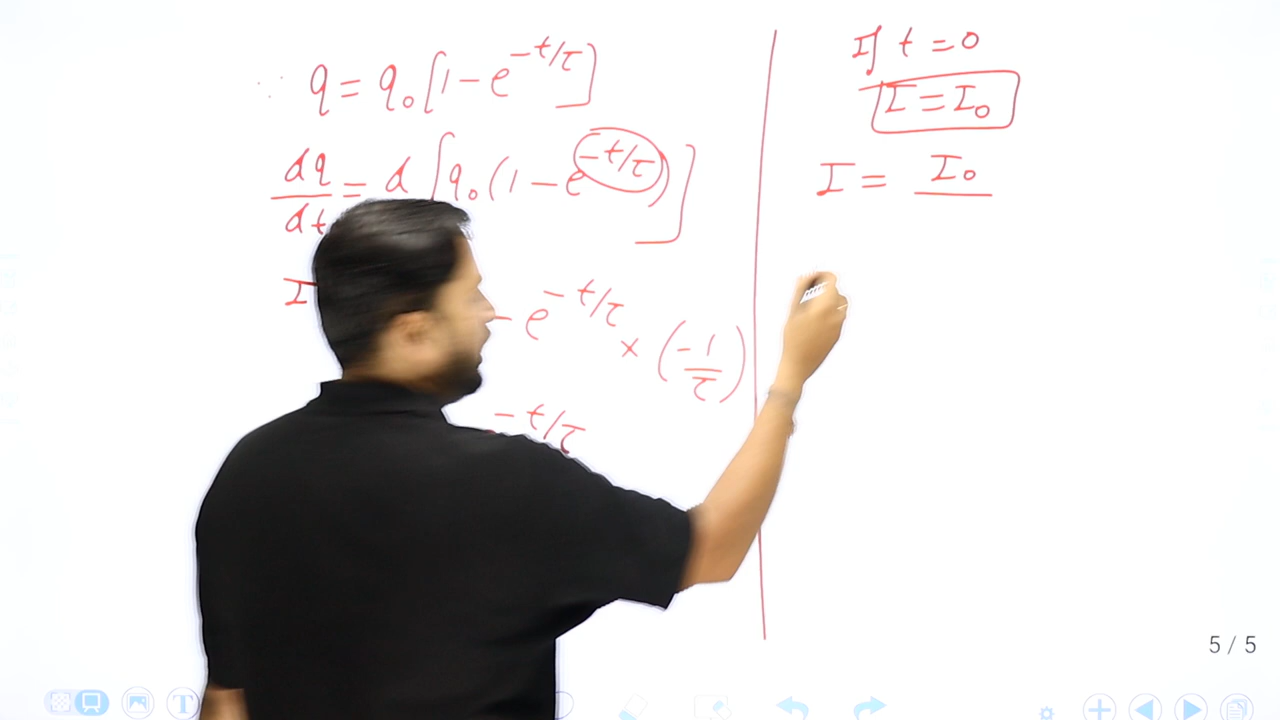 ∵ q = q₀[1 − e^(−t/τ)]
dq/dt = d [q₀(1 − e^(−t/τ))]
I − e^(−t/τ) × (−1/τ)
−t/τ
If t = 0
I = I₀
I = I₀
5 / 5
T